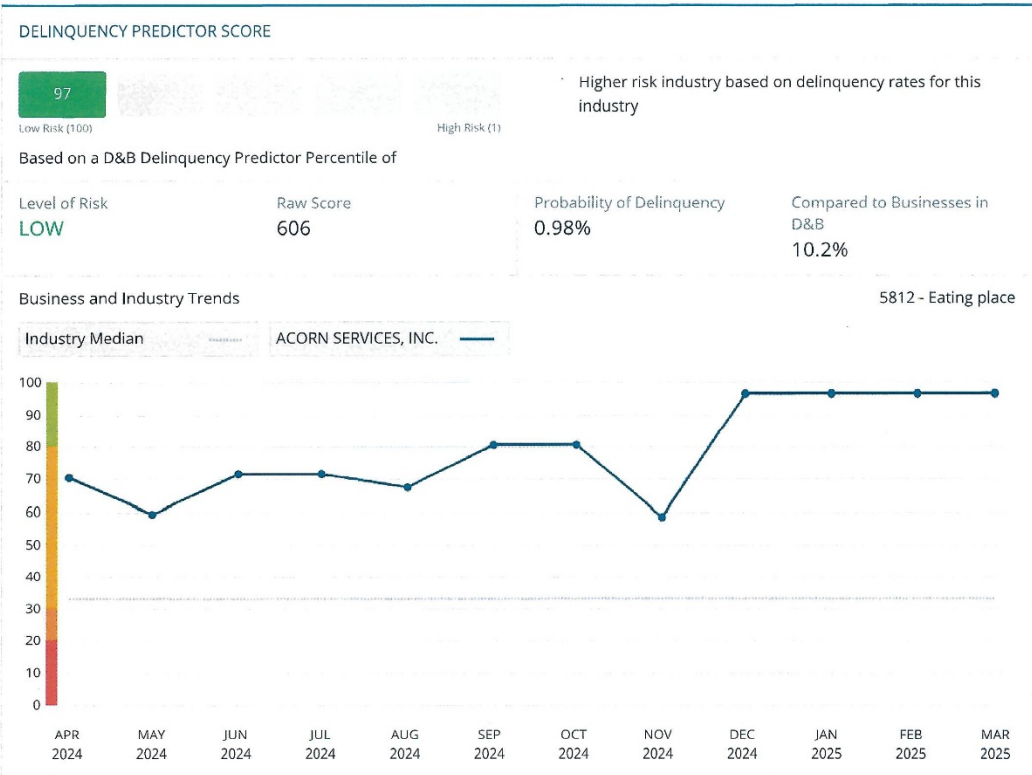 DELINQUENCY PREDICTOR SCORE
97
Low Risk (100)
High Risk (1)
Higher risk industry based on delinquency rates for this
industry
Based on a D&B Delinquency Predictor Percentile of
Level of Risk
LOW
Raw Score
606
Probability of Delinquency
0.98%
Compared to Businesses in
D&B
10.2%
Business and Industry Trends
5812 - Eating place
Industry Median
ACORN SERVICES, INC.
100
90
80
70
60
50
40
30
20
10
0
APR
2024
MAY
2024
JUN
2024
JUL
2024
AUG
2024
SEP
2024
OCT
2024
NOV
2024
DEC
2024
JAN
2025
FEB
2025
MAR
2025